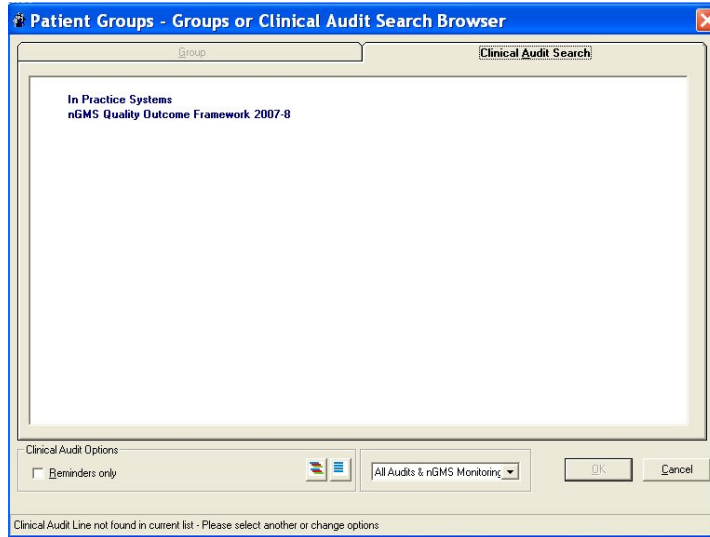 Patient Groups - Groups or Clinical Audit Search Browser
Group
Clinical Audit Search
In Practice Systems
nGMS Quality Outcome Framework 2007-8
Clinical Audit Options
Reminders only
All Audits & nGMS Monitoring
OK
Cancel
Clinical Audit Line not found in current list - Please select another or change options